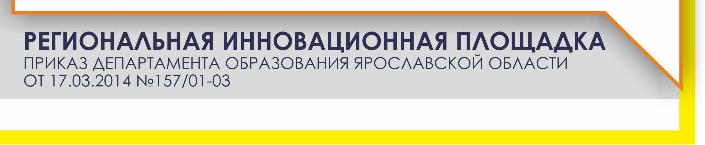 РЕГИОНАЛЬНАЯ ИННОВАЦИОННАЯ ПЛОЩАДКА
ПРИКАЗ ДЕПАРТАМЕНТА ОБРАЗОВАНИЯ ЯРОСЛАВСКОЙ ОБЛАСТИ
ОТ 17.03.2014 №157/01-03